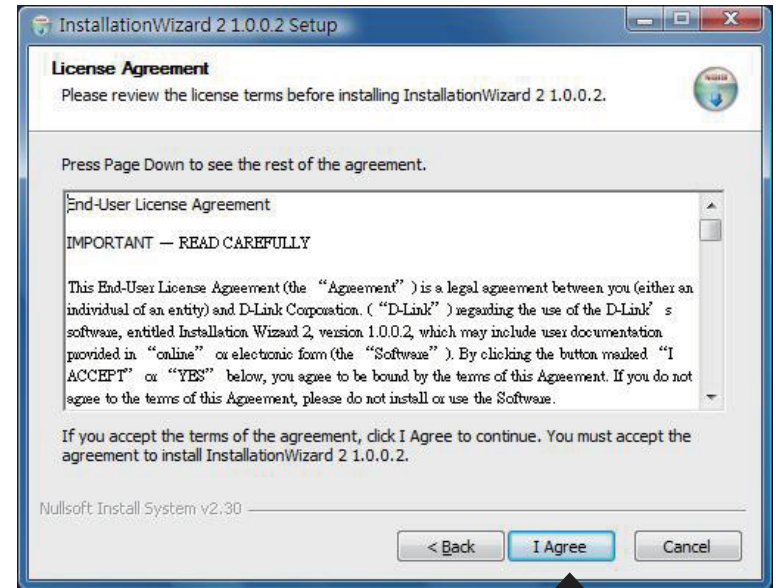 InstallationWizard 2 1.0.0.2 Setup
License Agreement
Please review the license terms before installing InstallationWizard 2 1.0.0.2.
Press Page Down to see the rest of the agreement.
End-User License Agreement
IMPORTANT — READ CAREFULLY
This End-User License Agreement (the “Agreement” ) is a legal agreement between you (either an
individual of an entity) and D-Link Corporation. ( “D-Link” ) regarding the use of the D-Link’ s
software, entitled Installation Wizard 2, version 1.0.0.2, which may include user documentation
provided in “online” or electronic form (the “Software” ). By clicking the button marked “I
ACCEPT” or “YES” below, you agree to be bound by the terms of this Agreement. If you do not
agree to the terms of this Agreement, please do not install or use the Software.
If you accept the terms of the agreement, click I Agree to continue. You must accept the
agreement to install InstallationWizard 2 1.0.0.2.
Nullsoft Install System v2.30
< Back I Agree Cancel